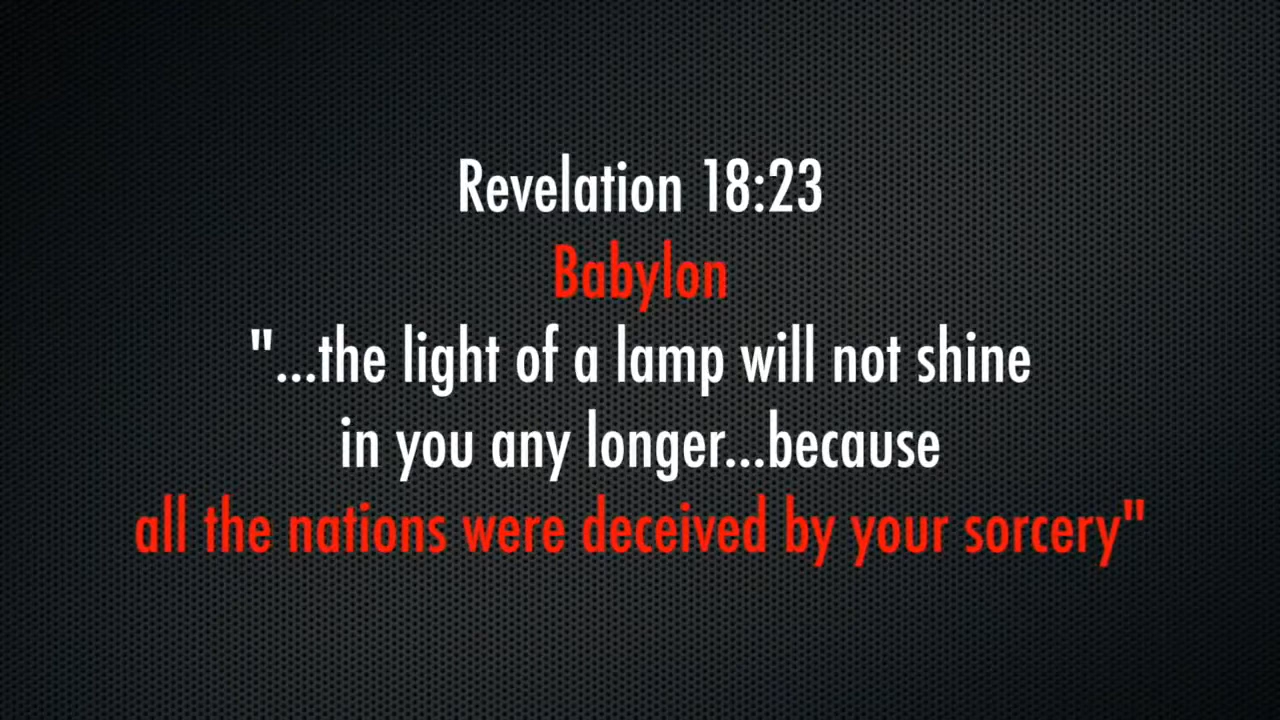 Revelation 18:23
Babylon
"...the light of a lamp will not shine
in you any longer...because
all the nations were deceived by your sorcery"